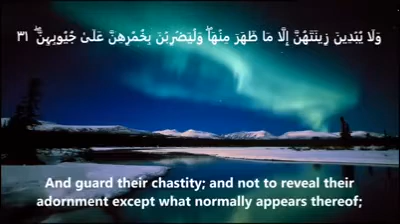 وَلَا يُبْدِينَ زِينَتَهُنَّ إِلَّا مَا ظَهَرَ مِنْهَا ۖ وَلْيَضْرِبْنَ بِخُمُرِهِنَّ عَلَىٰ جُيُوبِهِنَّ ۖ ٣١
And guard their chastity; and not to reveal their
adornment except what normally appears thereof;